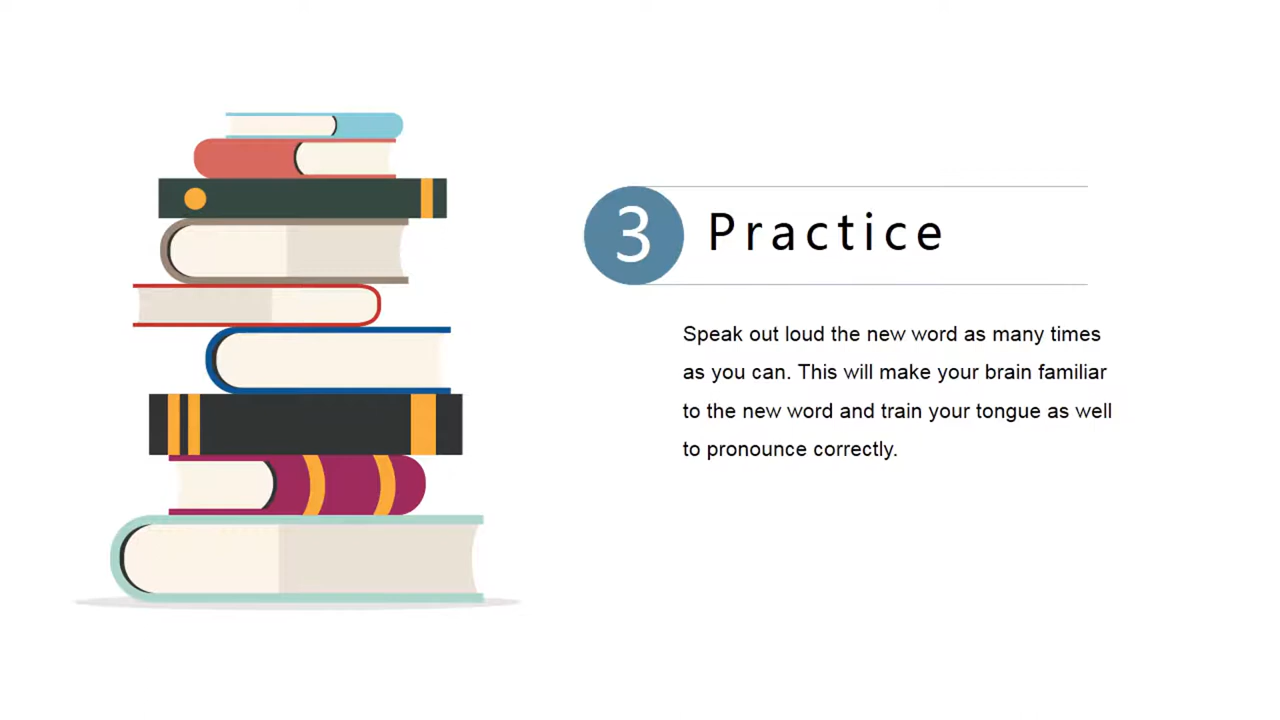 3 Practice
Speak out loud the new word as many times
as you can. This will make your brain familiar
to the new word and train your tongue as well
to pronounce correctly.